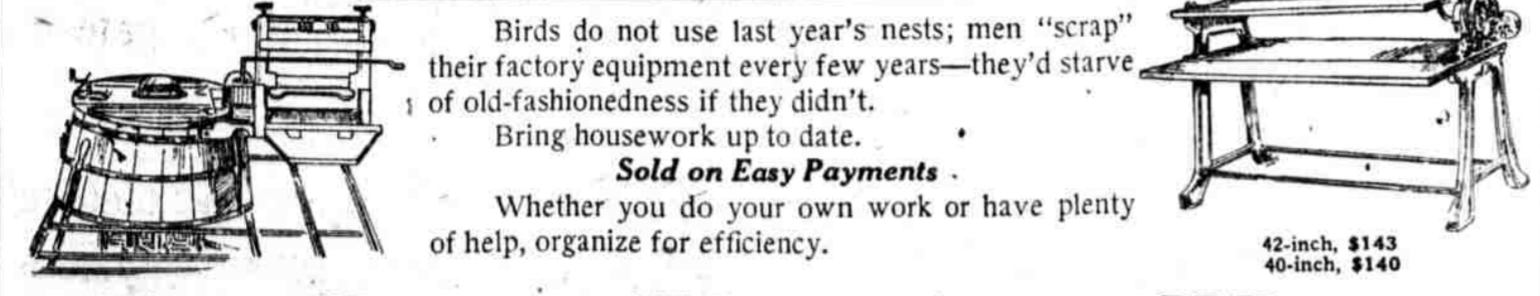 Birds do not use last year's nests; men "scrap"
their factory equipment every few years—they'd starve
of old-fashionedness if they didn't.
Bring housework up to date.
Sold on Easy Payments
Whether you do your own work or have plenty
of help, organize for efficiency.
42-inch, $143
40-inch, $140